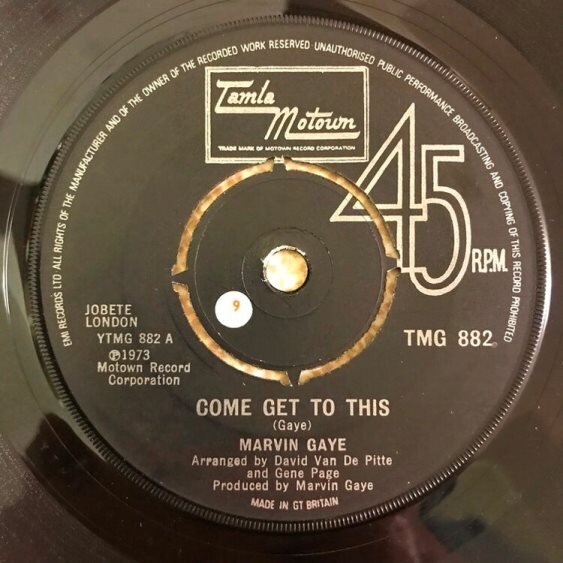 EMI RECORDS LTD ALL RIGHTS OF THE MANUFACTURER AND OF THE OWNER OF THE RECORDED WORK RESERVED UNAUTHORISED PUBLIC PERFORMANCE BROADCASTING AND COPYING OF THIS RECORD PROHIBITED
Tamla
Motown
TRADE MARK OF MOTOWN RECORD CORPORATION
45
R.P.M.
9
JOBETE
LONDON
YTMG 882 A
℗1973
Motown Record
Corporation
TMG 882
COME GET TO THIS
(Gaye)
MARVIN GAYE
Arranged by David Van De Pitte
and Gene Page
Produced by Marvin Gaye
MADE IN GT BRITAIN